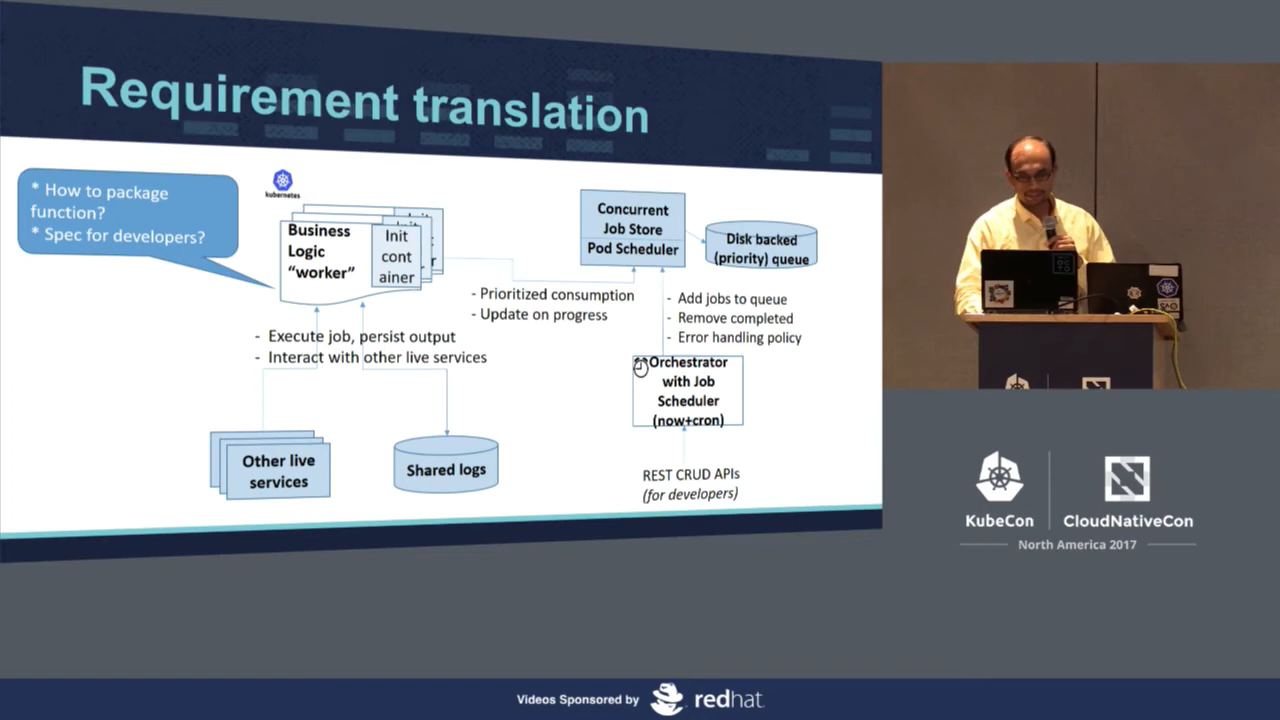 Requirement translation
* How to package
function?
* Spec for developers?
kubernetes
Business
Logic
"worker"
Init
cont
ainer
Concurrent
Job Store
Pod Scheduler
Disk backed
(priority) queue
- Prioritized consumption
- Update on progress
- Add jobs to queue
- Remove completed
- Error handling policy
- Execute job, persist output
- Interact with other live services
Orchestrator
with Job
Scheduler
(now+cron)
Other live
services
Shared logs
REST CRUD APIs
(for developers)
KubeCon
CloudNativeCon
North America 2017
Videos Sponsored by
redhat.